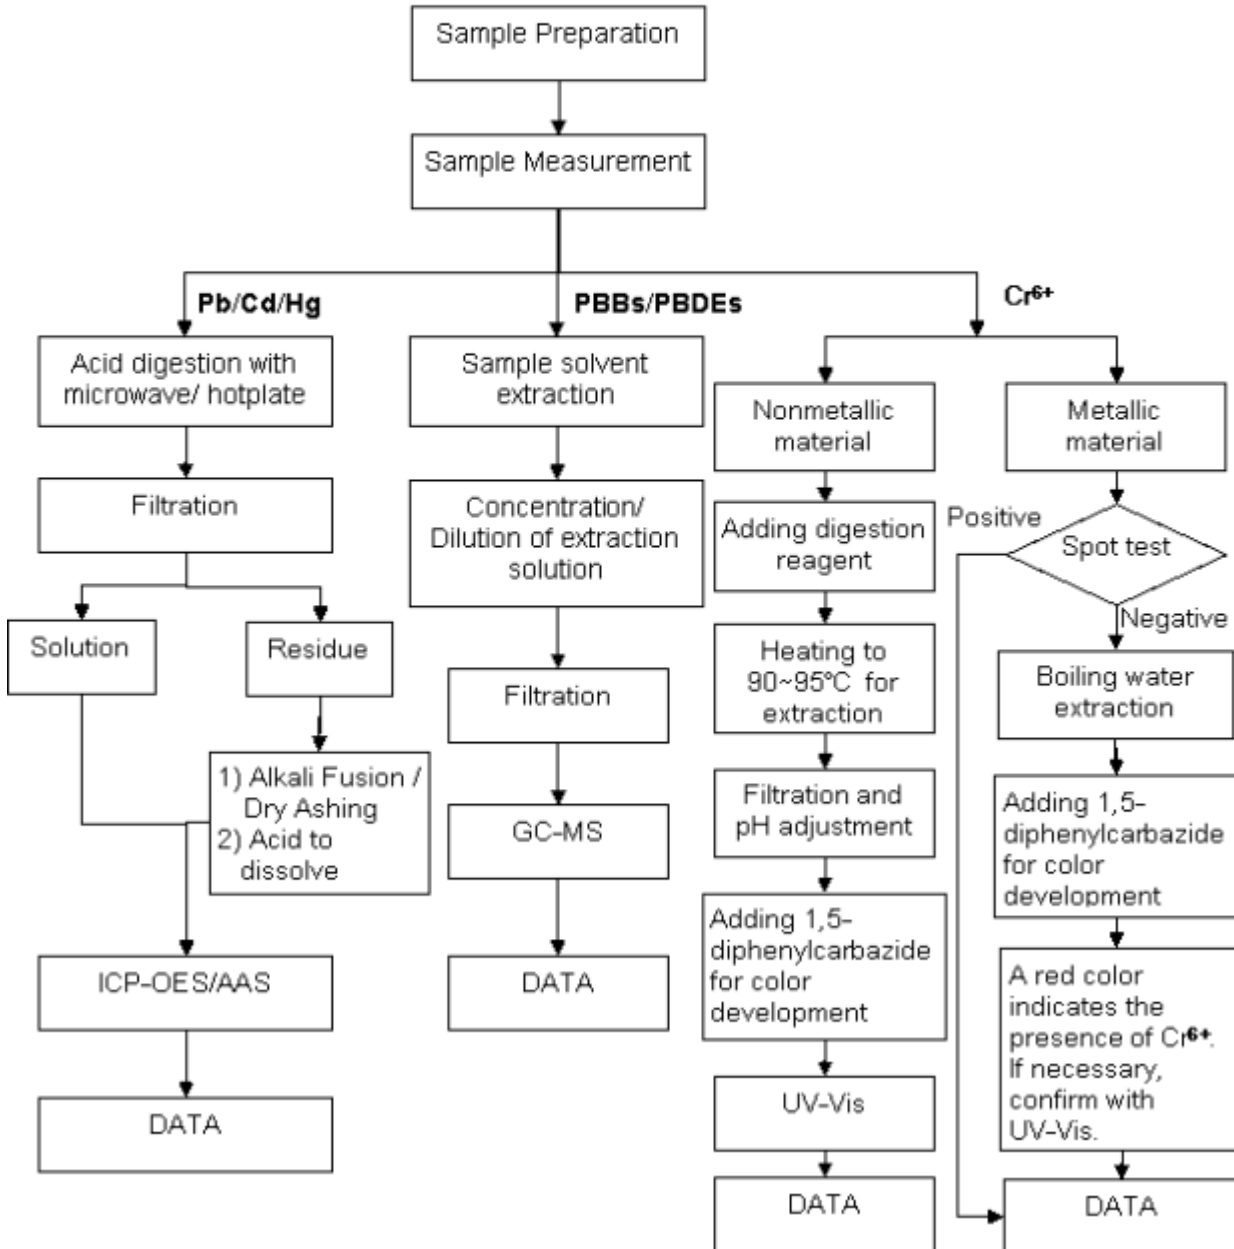 Sample Preparation
Sample Measurement
Pb/Cd/Hg
PBBs/PBDEs
Cr⁶⁺
Acid digestion with
microwave/ hotplate
Filtration
Solution
Residue
1) Alkali Fusion /
Dry Ashing
2) Acid to
dissolve
ICP-OES/AAS
DATA
Sample solvent
extraction
Concentration/
Dilution of extraction
solution
Filtration
GC-MS
DATA
Nonmetallic
material
Adding digestion
reagent
Heating to
90~95℃ for
extraction
Filtration and
pH adjustment
Adding 1,5-
diphenylcarbazide
for color
development
UV-Vis
DATA
Metallic
material
Spot test
Positive
Negative
Boiling water
extraction
Adding 1,5-
diphenylcarbazide
for color
development
A red color
indicates the
presence of Cr⁶⁺.
If necessary,
confirm with
UV-Vis.
DATA